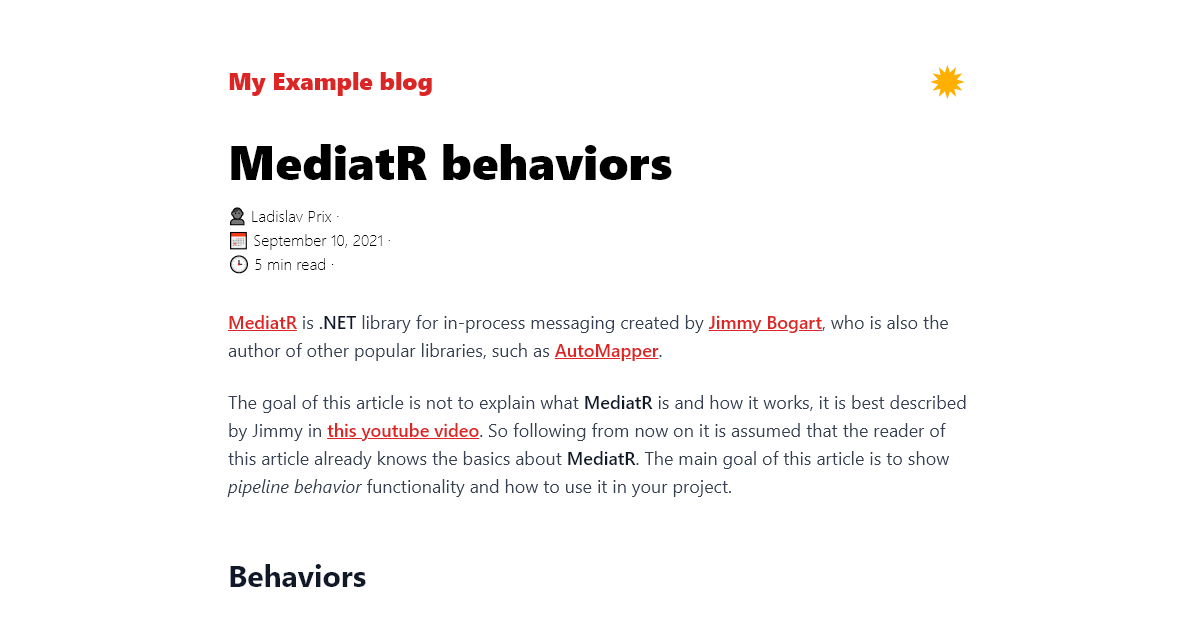 My Example blog
MediatR behaviors
Ladislav Prix ·
September 10, 2021 ·
5 min read ·
MediatR is .NET library for in-process messaging created by Jimmy Bogart, who is also the
author of other popular libraries, such as AutoMapper.
The goal of this article is not to explain what MediatR is and how it works, it is best described
by Jimmy in this youtube video. So following from now on it is assumed that the reader of
this article already knows the basics about MediatR. The main goal of this article is to show
pipeline behavior functionality and how to use it in your project.
Behaviors